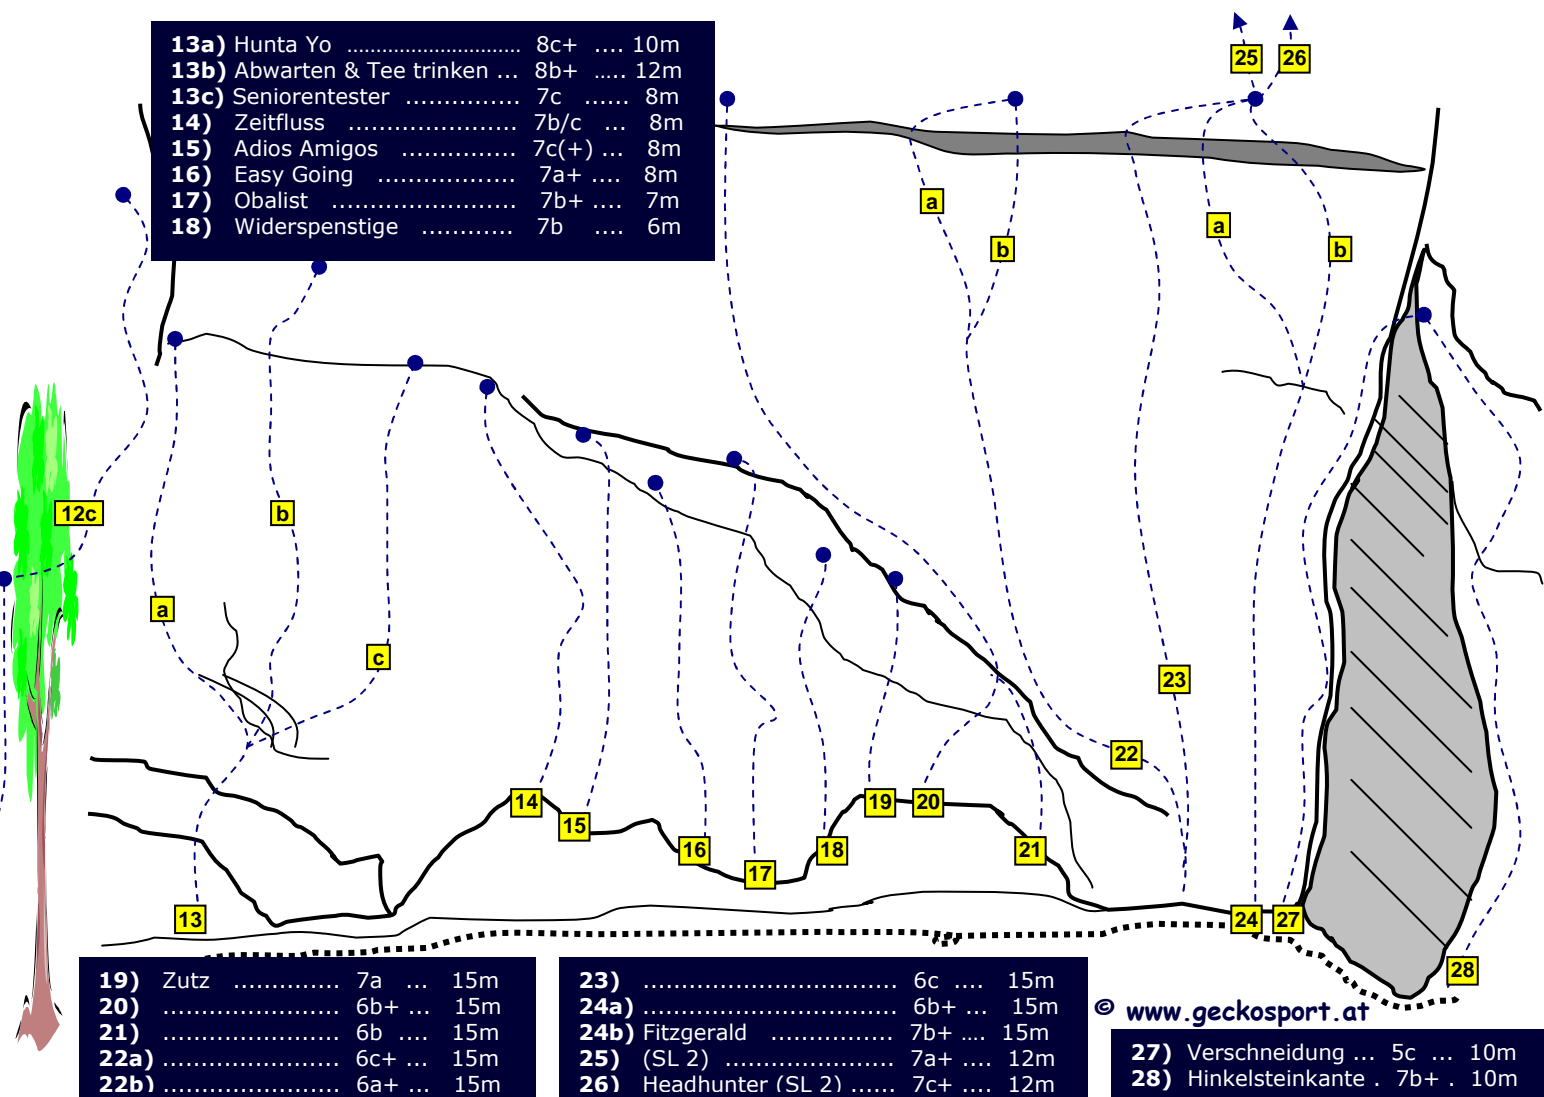 13a) Hunta Yo .............................. 8c+ .... 10m
13b) Abwarten & Tee trinken ... 8b+ ..... 12m
13c) Seniorentester ............... 7c ...... 8m
14) Zeitfluss ...................... 7b/c ... 8m
15) Adios Amigos ............... 7c(+) ... 8m
16) Easy Going .................. 7a+ .... 8m
17) Obalist ........................ 7b+ .... 7m
18) Widerspenstige ............ 7b .... 6m
25 26
a
a
b b
12c b
a
c
23
22
14 19 20
15
16 18 21
17
13 24 27
28
19) Zutz .............. 7a ... 15m
20) ....................... 6b+ ... 15m
21) ....................... 6b .... 15m
22a) ....................... 6c+ ... 15m
22b) ....................... 6a+ ... 15m
23) ................................. 6c .... 15m
24a) ................................. 6b+ ... 15m
24b) Fitzgerald ................ 7b+ .... 15m
25) (SL 2) ...................... 7a+ .... 12m
26) Headhunter (SL 2) ...... 7c+ .... 12m
© www.geckosport.at
27) Verschneidung ... 5c ... 10m
28) Hinkelsteinkante . 7b+ . 10m